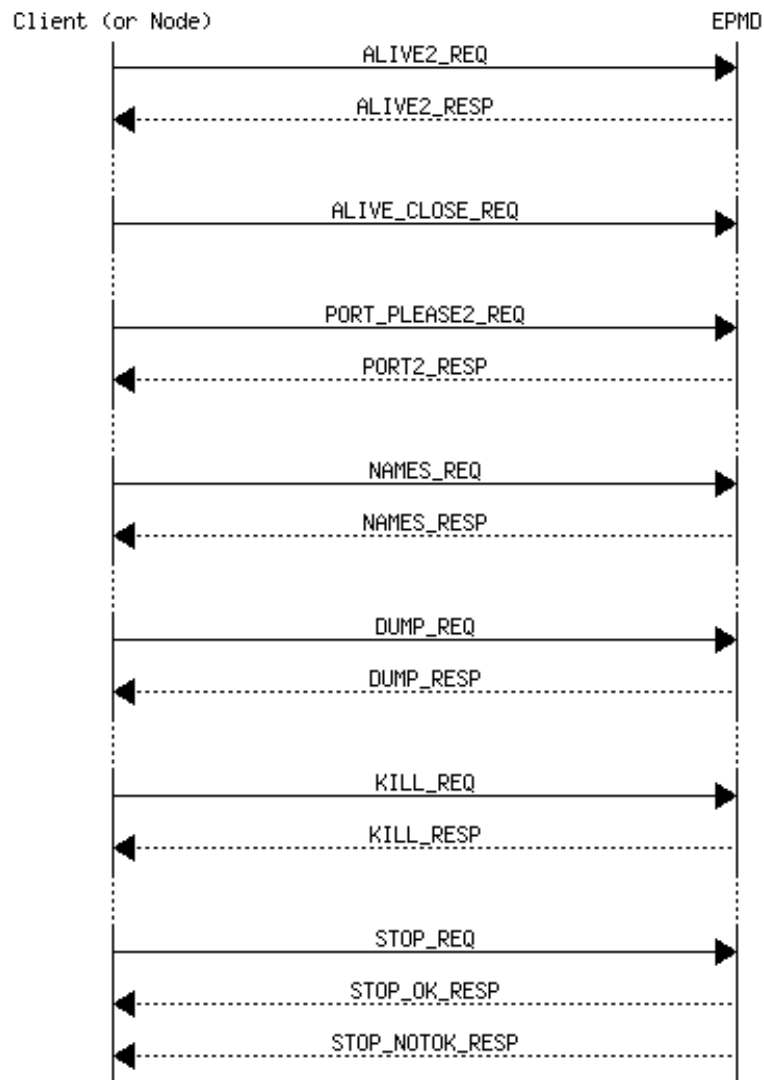 Client (or Node) EPMD
ALIVE2_REQ
ALIVE2_RESP
ALIVE_CLOSE_REQ
PORT_PLEASE2_REQ
PORT2_RESP
NAMES_REQ
NAMES_RESP
DUMP_REQ
DUMP_RESP
KILL_REQ
KILL_RESP
STOP_REQ
STOP_OK_RESP
STOP_NOTOK_RESP